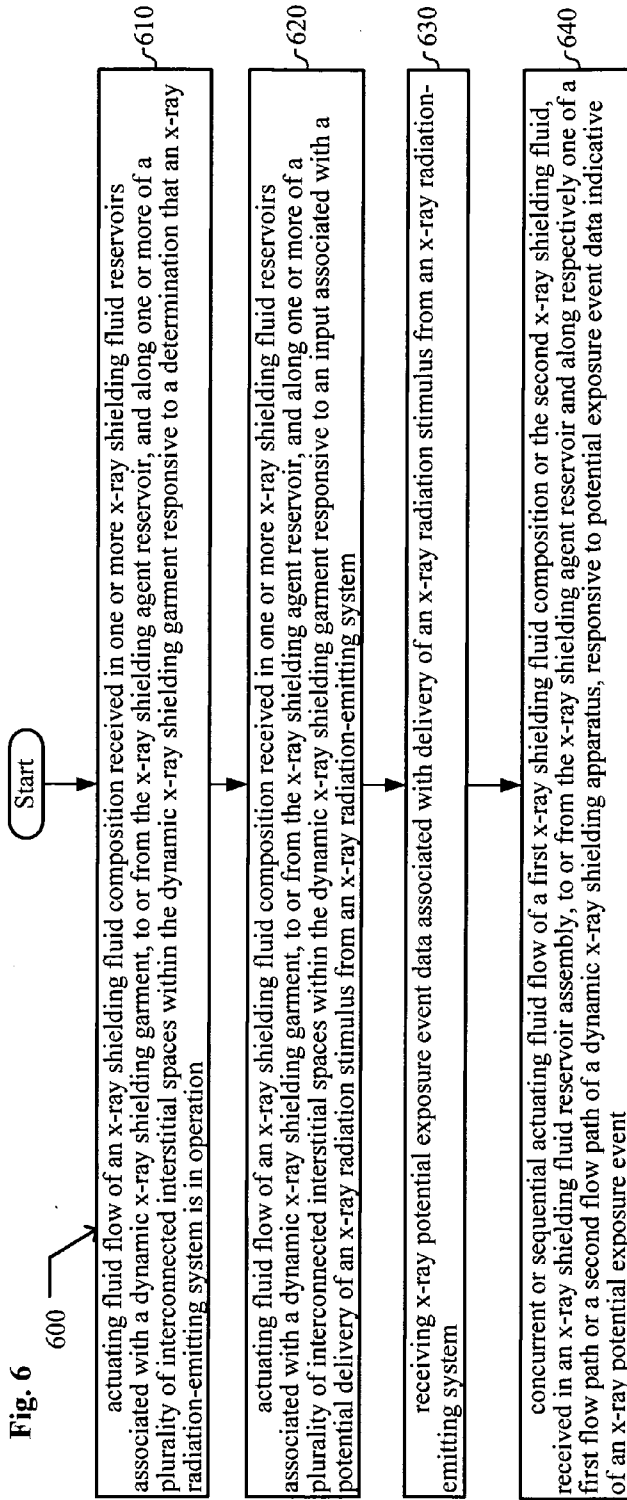 Fig. 6
600
Start
actuating fluid flow of an x-ray shielding fluid composition received in one or more x-ray shielding fluid reservoirs
associated with a dynamic x-ray shielding garment, to or from the x-ray shielding agent reservoir, and along one or more of a
plurality of interconnected interstitial spaces within the dynamic x-ray shielding garment responsive to a determination that an x-ray
radiation-emitting system is in operation
610
actuating fluid flow of an x-ray shielding fluid composition received in one or more x-ray shielding fluid reservoirs
associated with a dynamic x-ray shielding garment, to or from the x-ray shielding agent reservoir, and along one or more of a
plurality of interconnected interstitial spaces within the dynamic x-ray shielding garment responsive to an input associated with a
potential delivery of an x-ray radiation stimulus from an x-ray radiation-emitting system
620
receiving x-ray potential exposure event data associated with delivery of an x-ray radiation stimulus from an x-ray radiation-
emitting system
630
concurrent or sequential actuating fluid flow of a first x-ray shielding fluid composition or the second x-ray shielding fluid,
received in an x-ray shielding fluid reservoir assembly, to or from the x-ray shielding agent reservoir and along respectively one of a
first flow path or a second flow path of a dynamic x-ray shielding apparatus, responsive to potential exposure event data indicative
of an x-ray potential exposure event
640